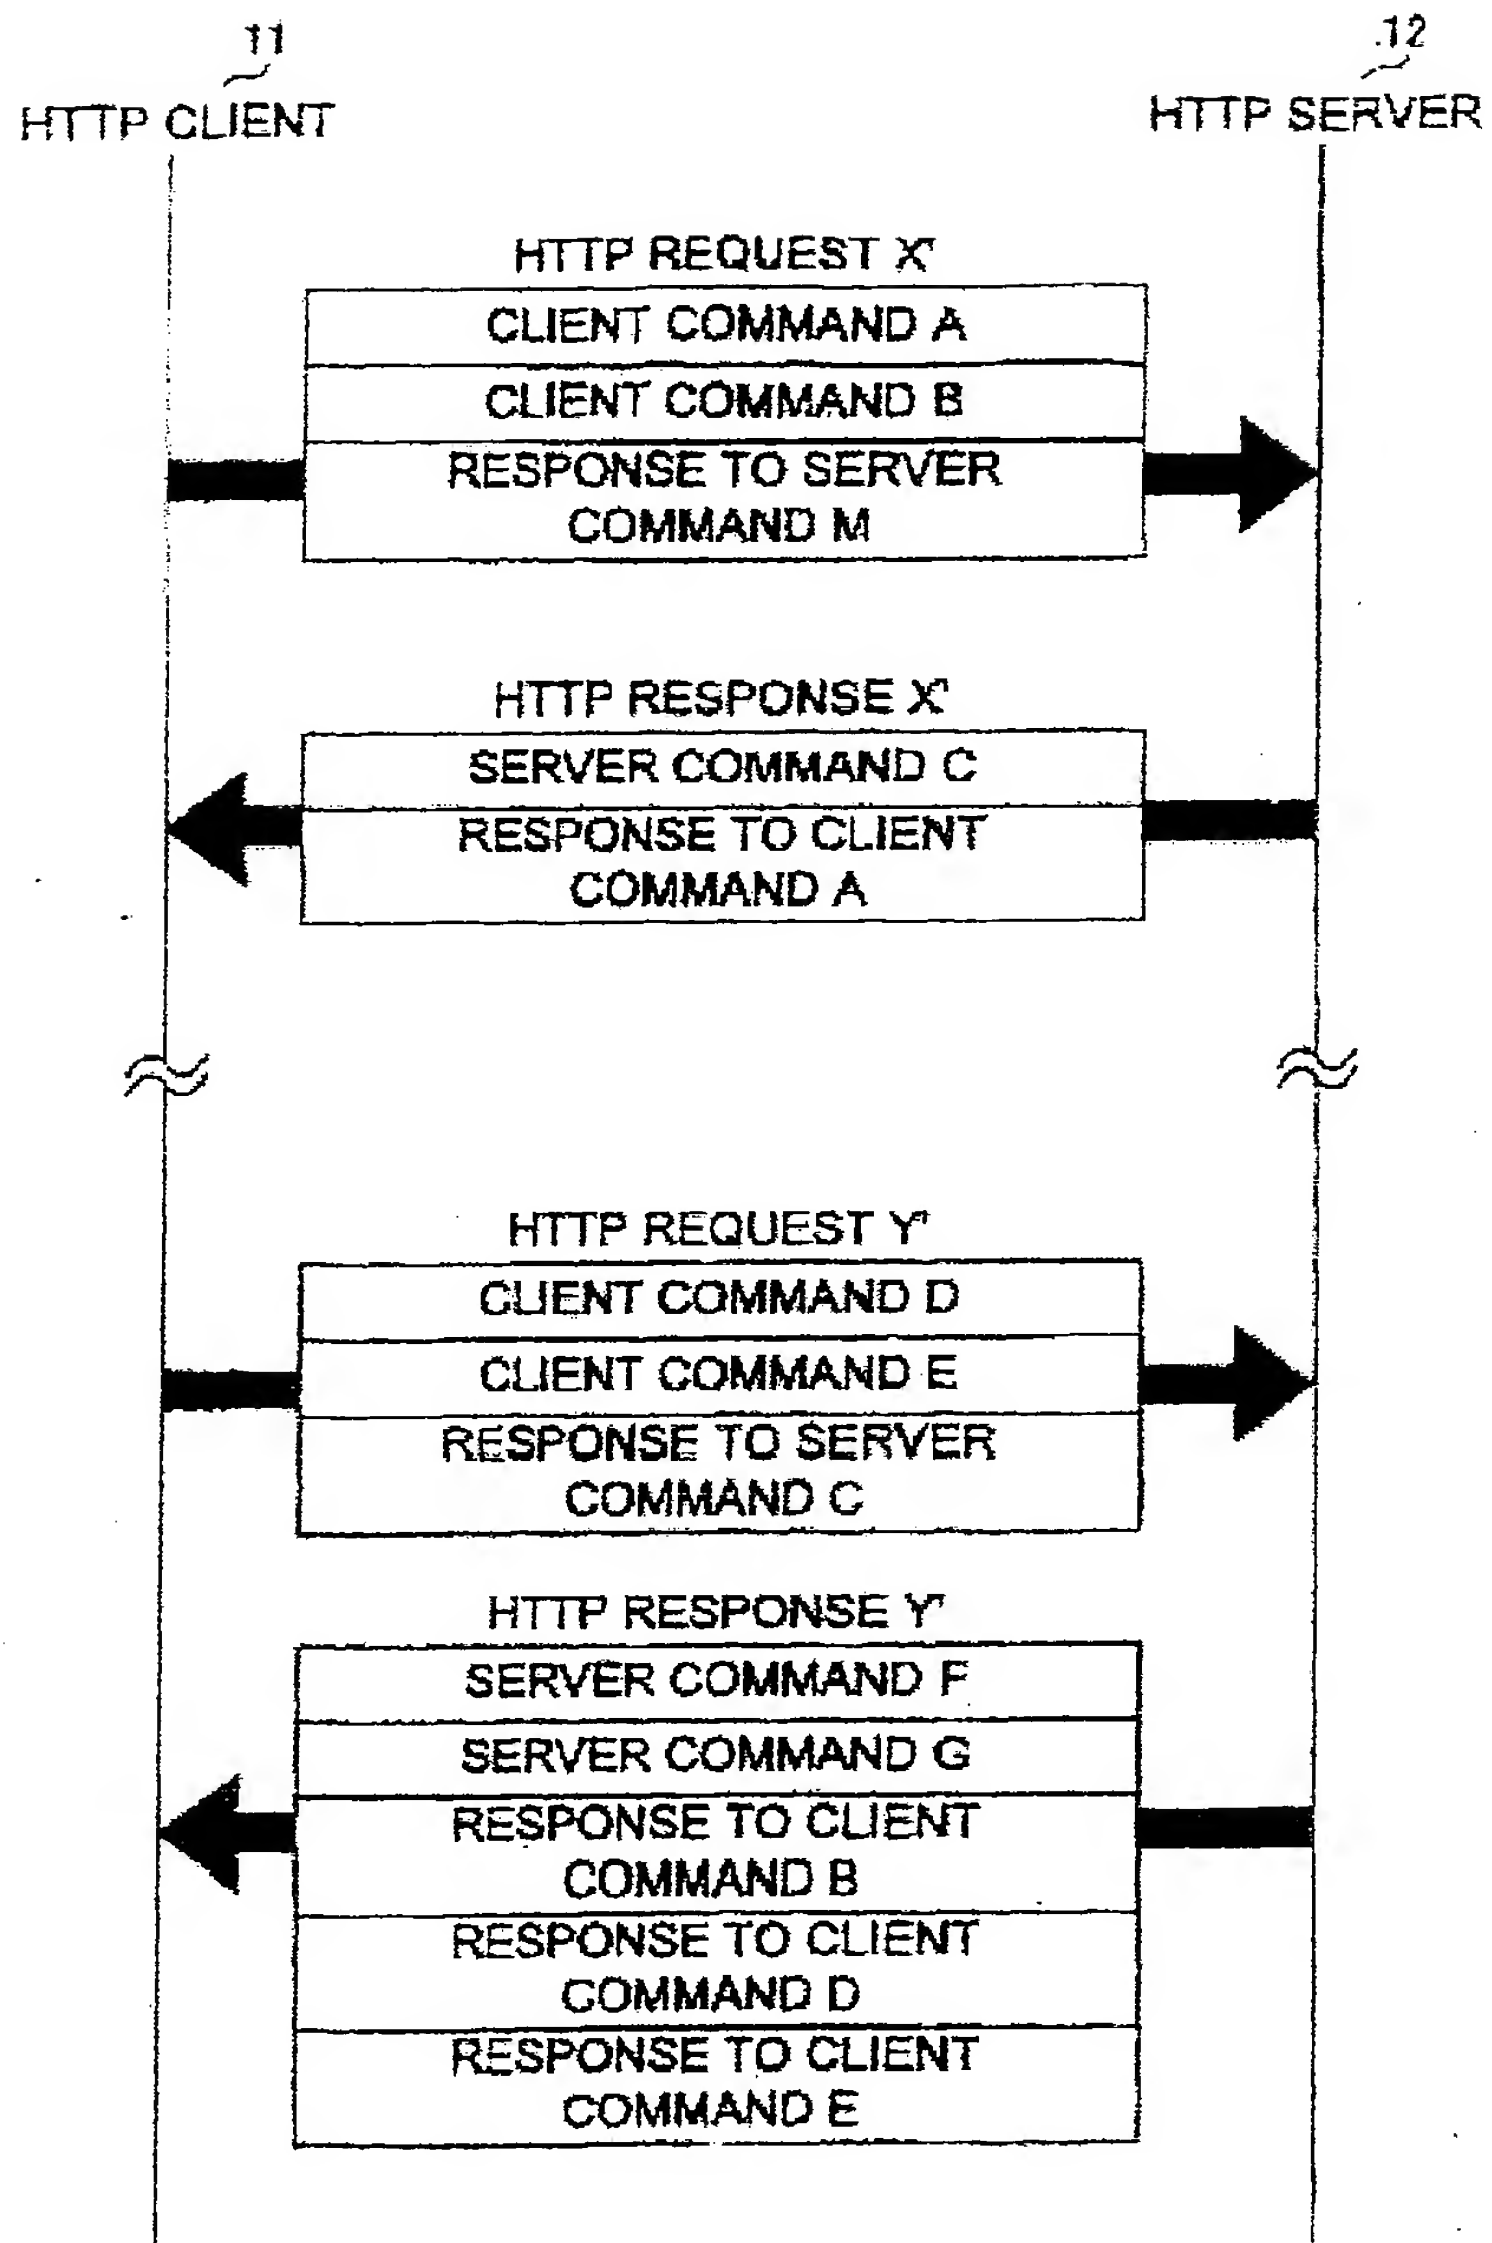 11
12
HTTP CLIENT
HTTP SERVER
HTTP REQUEST X'
CLIENT COMMAND A
CLIENT COMMAND B
RESPONSE TO SERVER
COMMAND M
HTTP RESPONSE X'
SERVER COMMAND C
RESPONSE TO CLIENT
COMMAND A
HTTP REQUEST Y'
CLIENT COMMAND D
CLIENT COMMAND E
RESPONSE TO SERVER
COMMAND C
HTTP RESPONSE Y'
SERVER COMMAND F
SERVER COMMAND G
RESPONSE TO CLIENT
COMMAND B
RESPONSE TO CLIENT
COMMAND D
RESPONSE TO CLIENT
COMMAND E